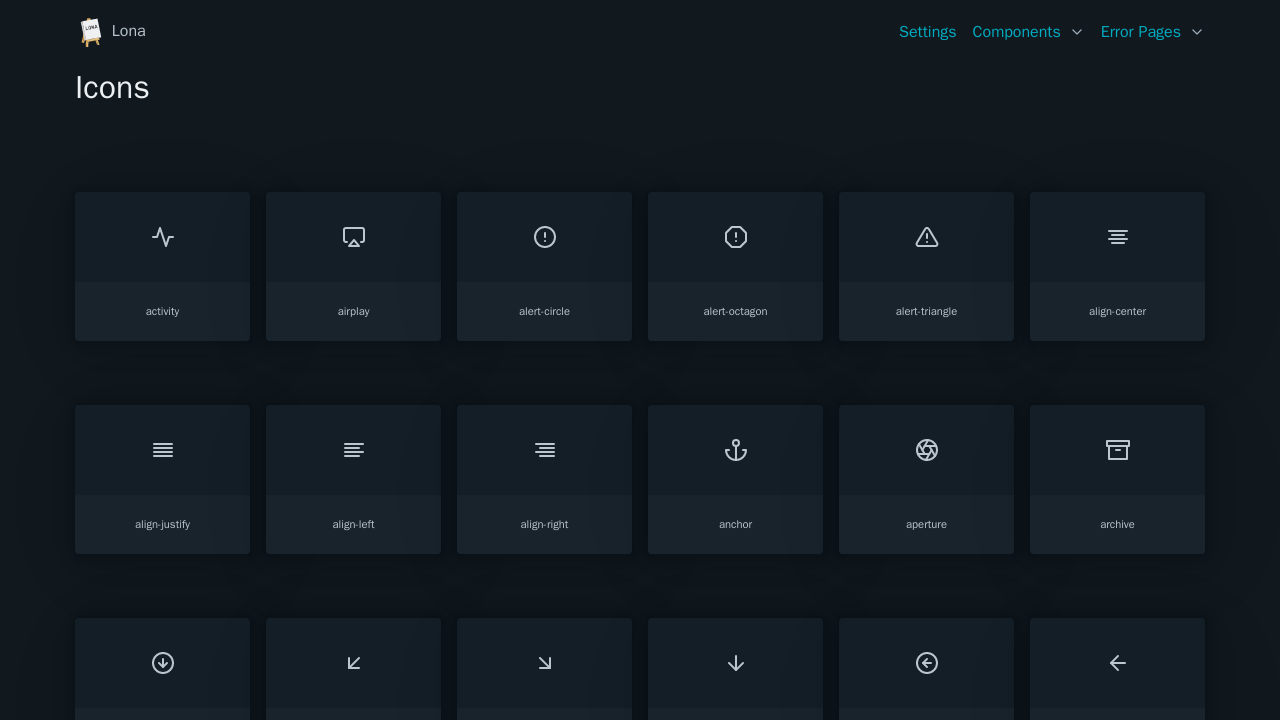 LONA
Lona
Settings
Components
Error Pages
Icons
activity
airplay
alert-circle
alert-octagon
alert-triangle
align-center
align-justify
align-left
align-right
anchor
aperture
archive